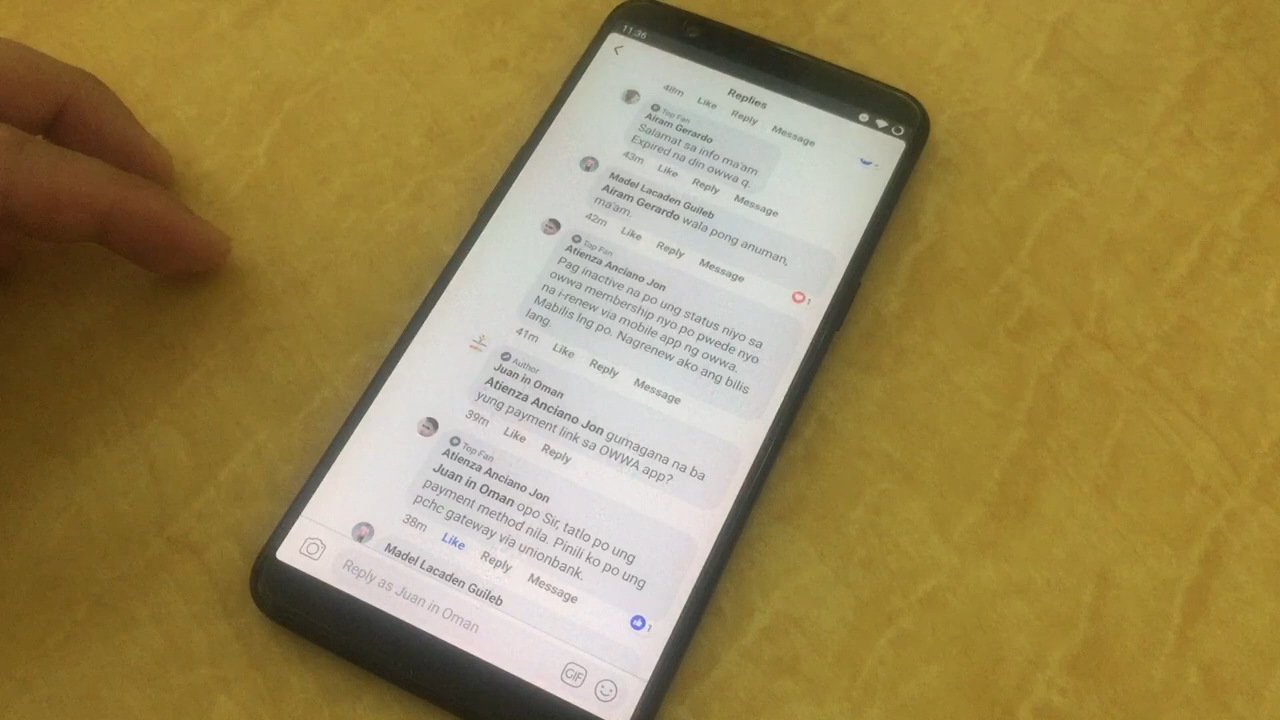 11:36
Replies
48m Like Reply Message
Top Fan
Airam Gerardo
Salamat sa info ma'am
Expired na din owwa q.
43m Like Reply Message
Madel Lacaden Guileb
Airam Gerardo wala pong anuman,
ma'am.
42m Like Reply Message
1
Top Fan
Atienza Anciano Jon
Pag inactive na po ung status niyo sa
owwa membership nyo po pwede nyo
na i-renew via mobile app ng owwa.
Mabilis lng po. Nagrenew ako ang bilis
lang.
41m Like Reply Message
Author
Juan in Oman
Atienza Anciano Jon gumagana na ba
yung payment link sa OWWA app?
39m Like Reply
Top Fan
Atienza Anciano Jon
Juan in Oman opo Sir, tatlo po ung
payment method nila. Pinili ko po ung
pchc gateway via unionbank.
38m Like Reply Message
1
Madel Lacaden Guileb
Reply as Juan in Oman
GIF